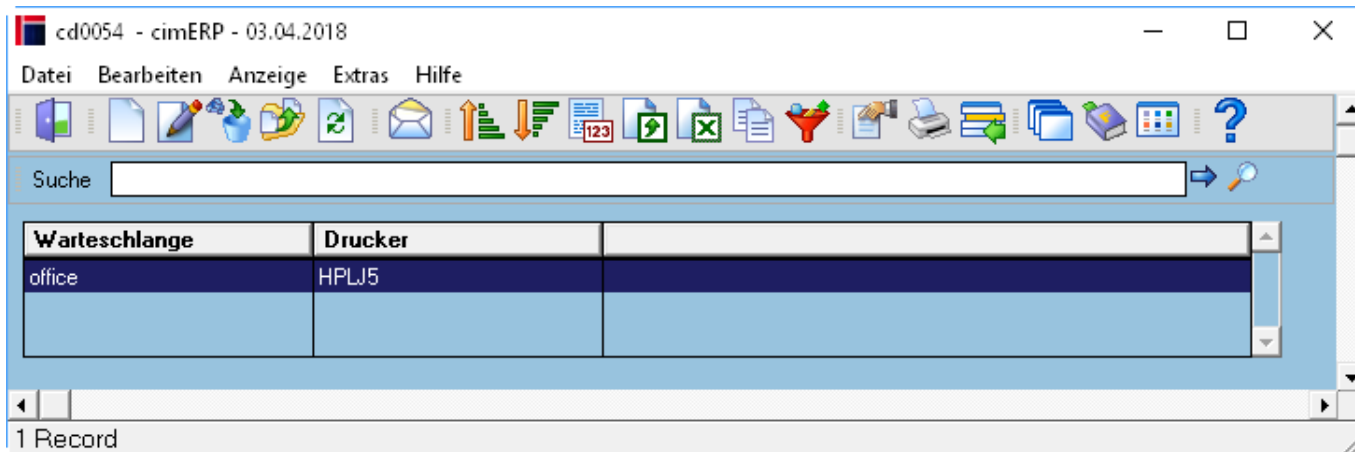 cd0054 - cimERP - 03.04.2018
Datei Bearbeiten Anzeige Extras Hilfe
123
Suche
Warteschlange Drucker
office HPLJ5
1 Record